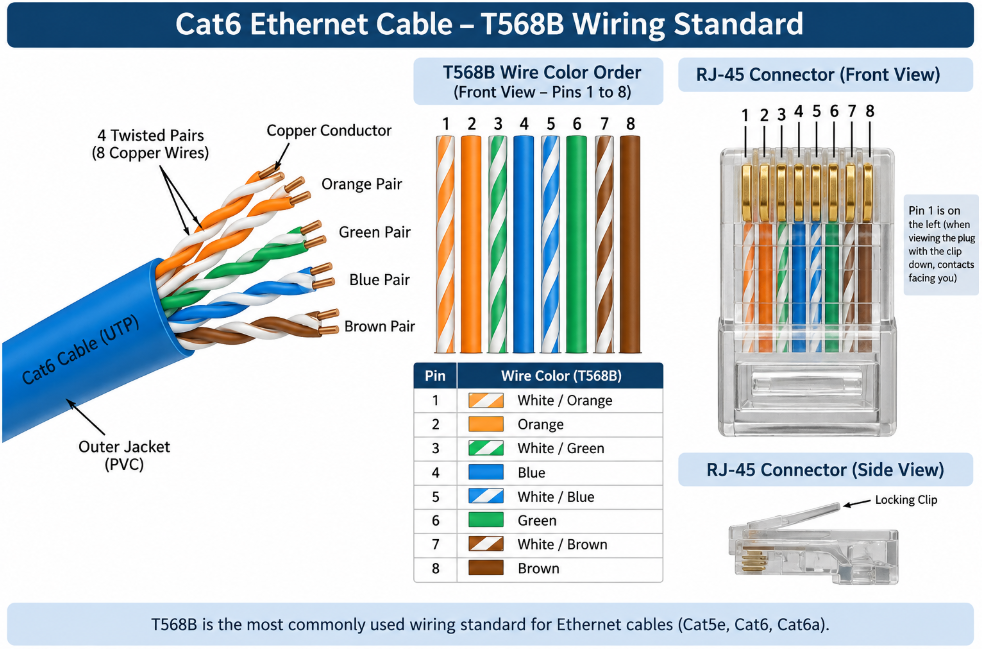 Cat6 Ethernet Cable – T568B Wiring Standard
4 Twisted Pairs
(8 Copper Wires)
Copper Conductor
Orange Pair
Green Pair
Blue Pair
Brown Pair
Cat6 Cable (UTP)
Outer Jacket
(PVC)
T568B Wire Color Order
(Front View – Pins 1 to 8)
1 2 3 4 5 6 7 8
Pin Wire Color (T568B)
1 White / Orange
2 Orange
3 White / Green
4 Blue
5 White / Blue
6 Green
7 White / Brown
8 Brown
RJ-45 Connector (Front View)
1 2 3 4 5 6 7 8
Pin 1 is on
the left (when
viewing the plug
with the clip
down, contacts
facing you)
RJ-45 Connector (Side View)
Locking Clip
T568B is the most commonly used wiring standard for Ethernet cables (Cat5e, Cat6, Cat6a).